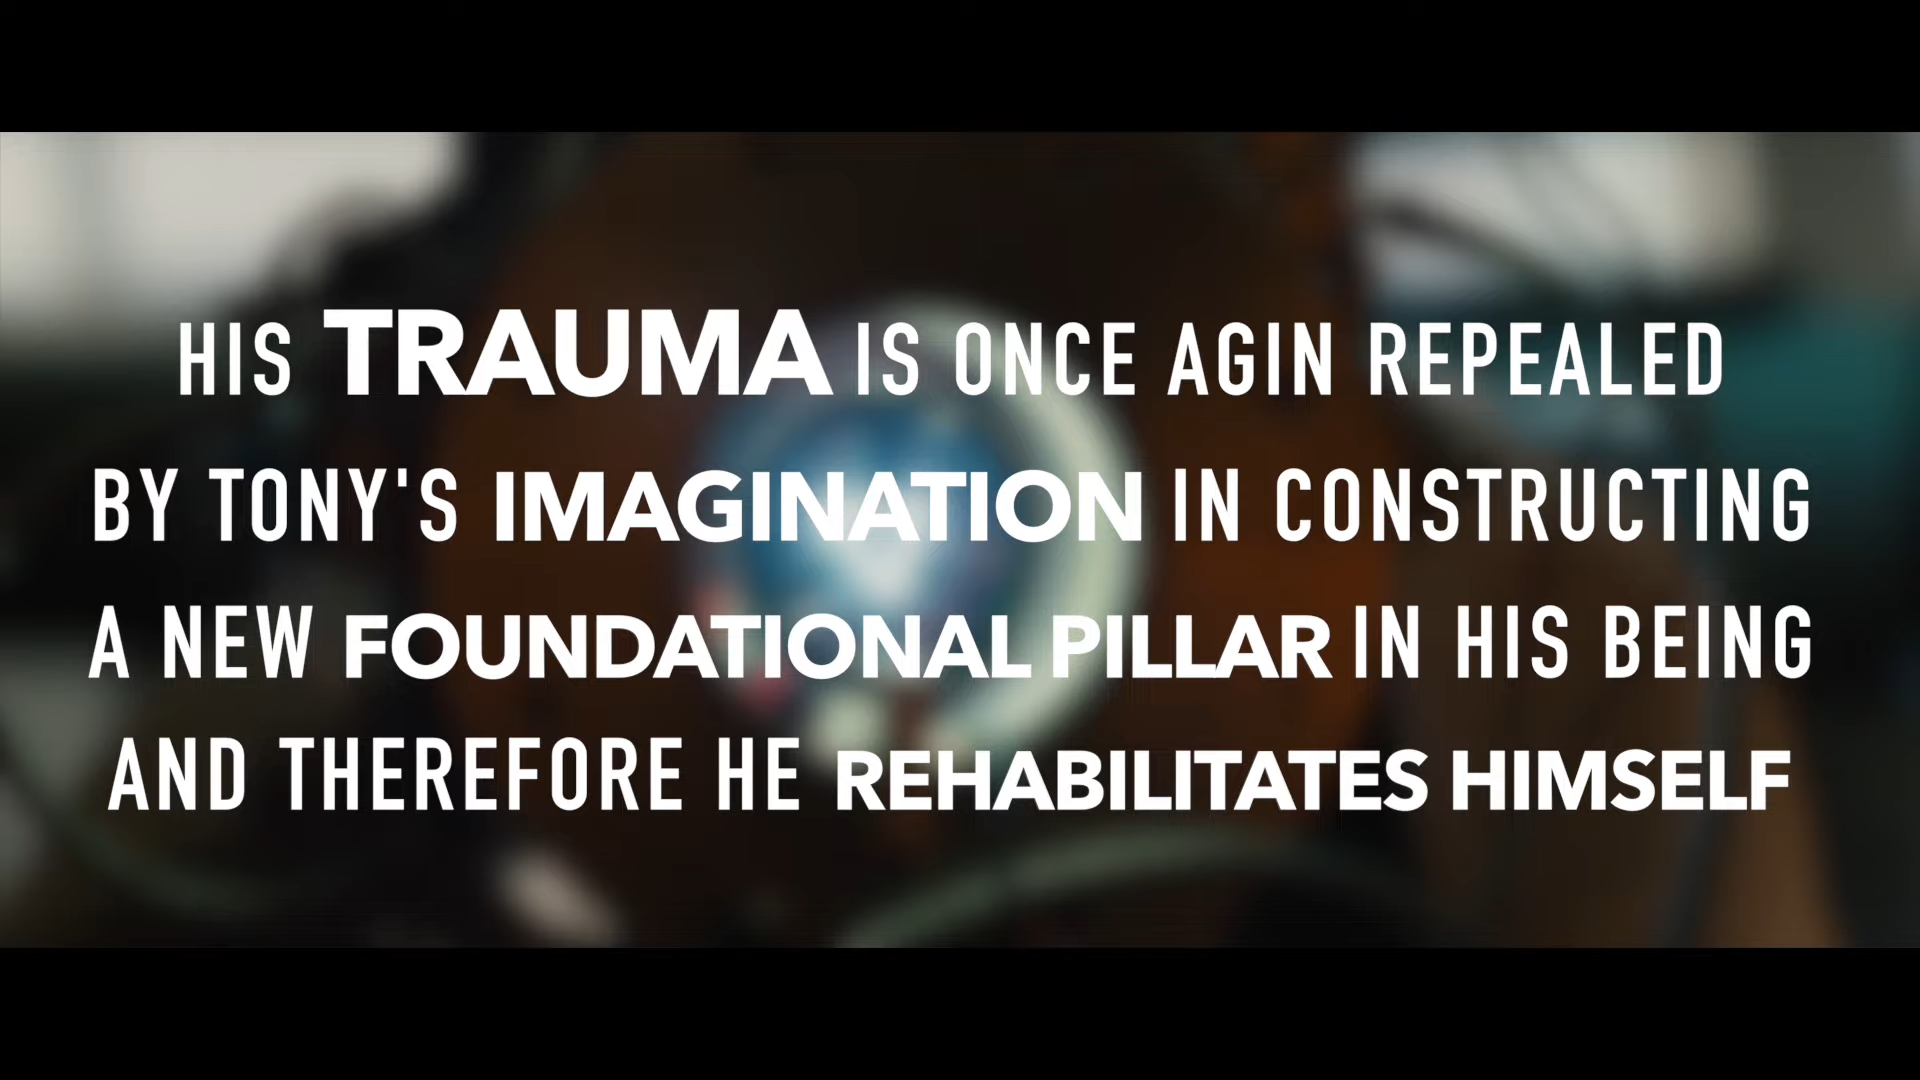 HIS TRAUMA IS ONCE AGIN REPEALED
BY TONY'S IMAGINATION IN CONSTRUCTING
A NEW FOUNDATIONAL PILLAR IN HIS BEING
AND THEREFORE HE REHABILITATES HIMSELF